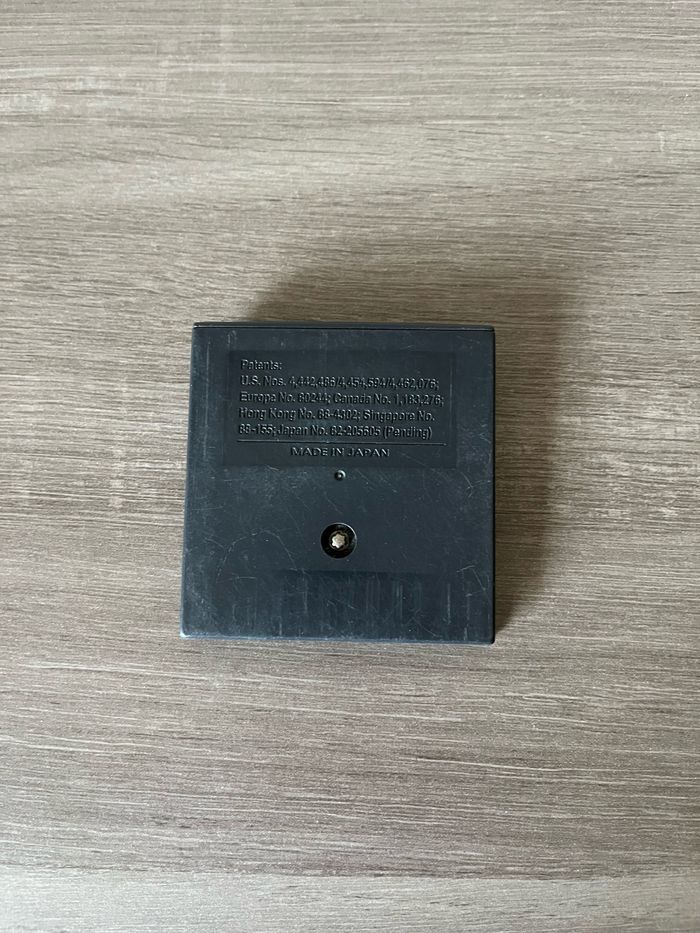 Patents:
U.S. Nos. 4,442,486/4,454,594/4,462,076;
Europe No. 80244; Canada No. 1,183,276;
Hong Kong No. 88-4302; Singapore No.
88-155; Japan No. 82-205605 (Pending)
MADE IN JAPAN